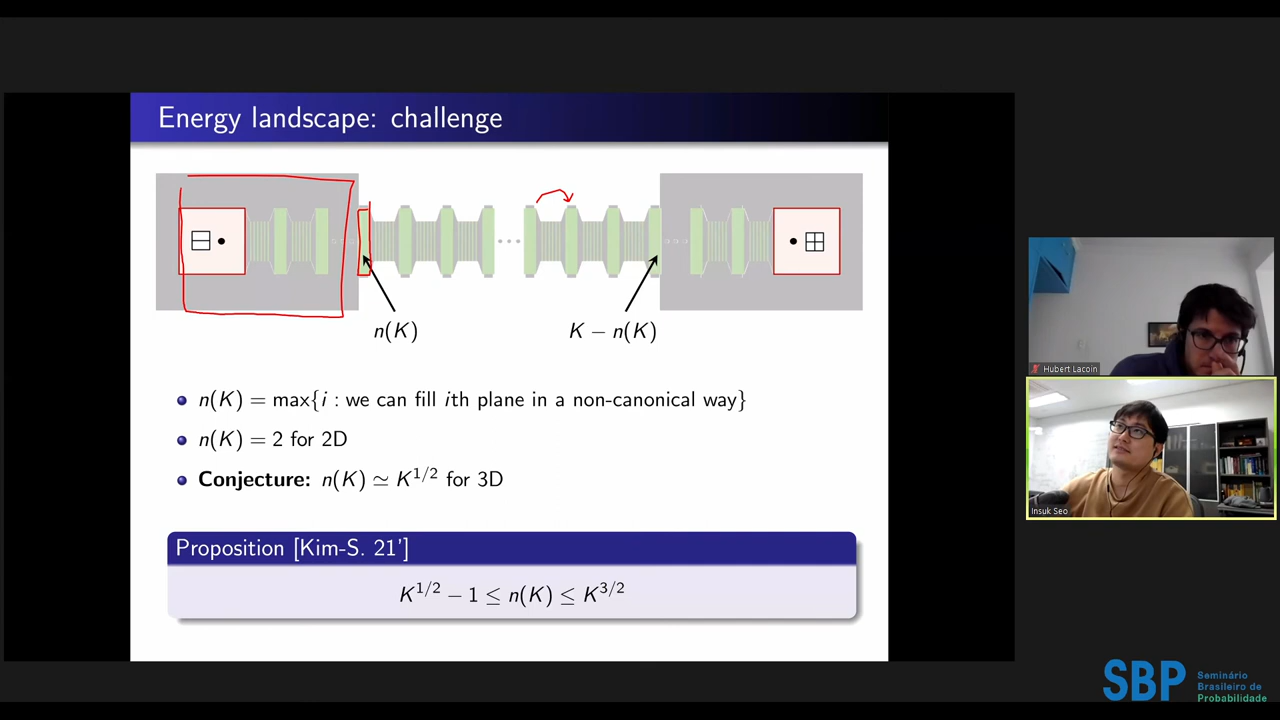 Energy landscape: challenge
n(K)
K − n(K)
n(K) = max{i : we can fill ith plane in a non-canonical way}
n(K) = 2 for 2D
Conjecture: n(K) ≃ K^{1/2} for 3D
Proposition [Kim-S. 21']
K^{1/2} − 1 ≤ n(K) ≤ K^{3/2}
Hubert Lacoin
Insuk Seo
SBP
Seminário
Brasileiro de
Probabilidade